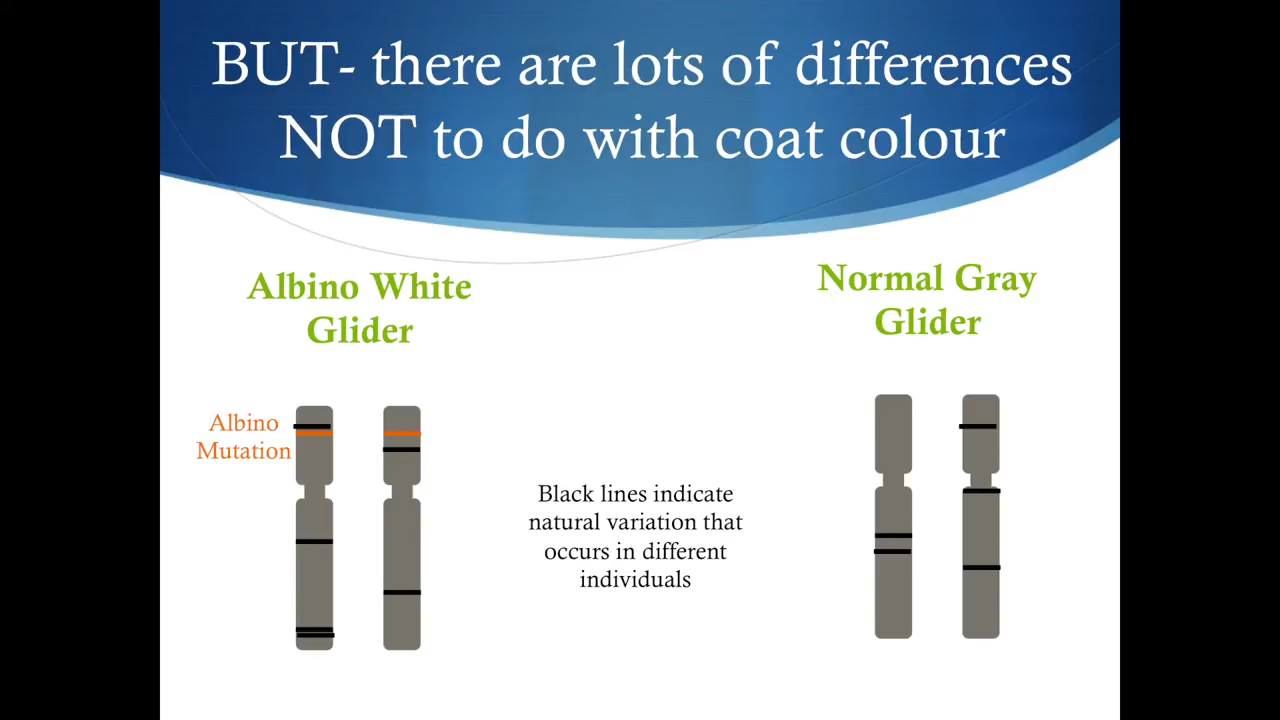 BUT- there are lots of differences
NOT to do with coat colour
Albino White
Glider
Normal Gray
Glider
Albino
Mutation
Black lines indicate
natural variation that
occurs in different
individuals